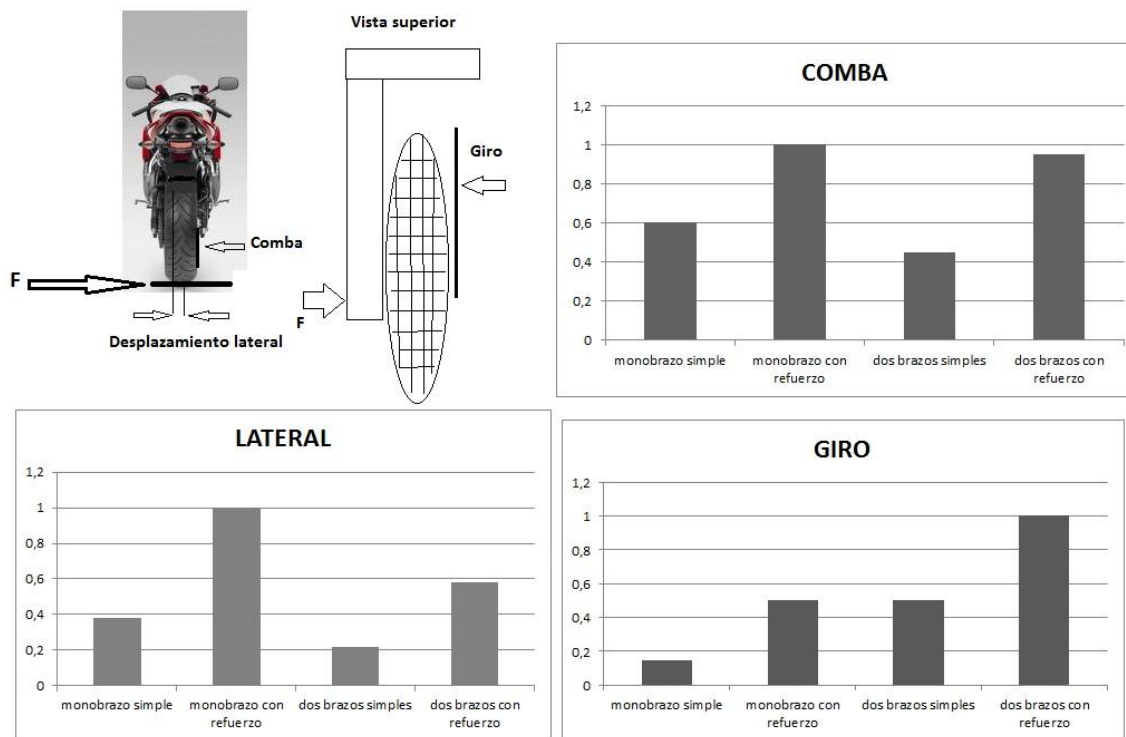 Vista superior
Giro
Comba
F
F
Desplazamiento lateral
COMBA
1,2
1
0,8
0,6
0,4
0,2
0
monobrazo simple
monobrazo con
refuerzo
dos brazos simples
dos brazos con
refuerzo
LATERAL
1,2
1
0,8
0,6
0,4
0,2
0
monobrazo simple
monobrazo con
refuerzo
dos brazos simples
dos brazos con
refuerzo
GIRO
1,2
1
0,8
0,6
0,4
0,2
0
monobrazo simple
monobrazo con
refuerzo
dos brazos simples
dos brazos con
refuerzo